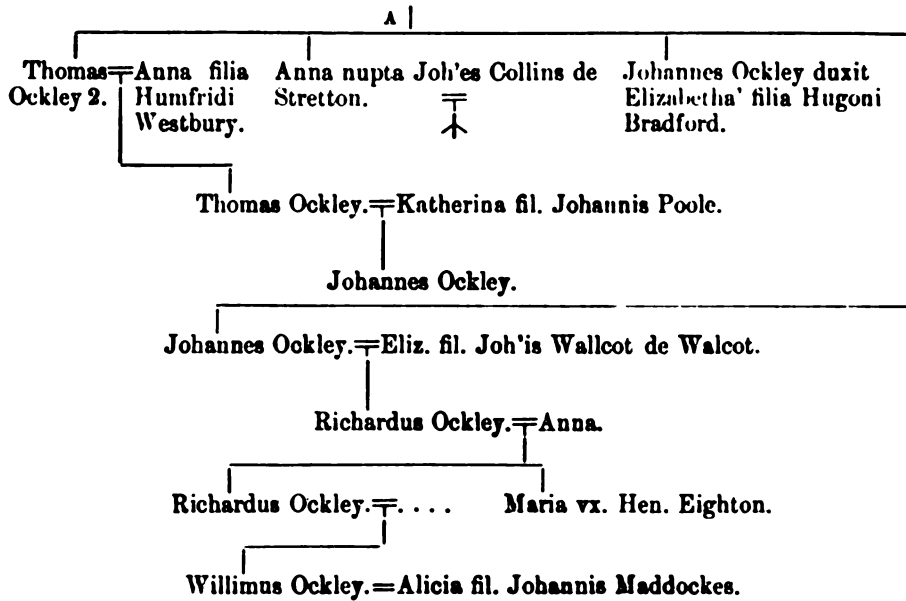 A
Thomas Ockley 2. = Anna filia Humfridi Westbury.
Anna nupta Joh'es Collins de Stretton.
Johannes Ockley duxit Elizabetha' filia Hugoni Bradford.
Thomas Ockley. = Katherina fil. Johannis Poole.
Johannes Ockley.
Johannes Ockley. = Eliz. fil. Joh'is Wallcot de Walcot.
Richardus Ockley. = Anna.
Richardus Ockley. = . . . .
Maria vx. Hen. Eighton.
Willimus Ockley. = Alicia fil. Johannis Maddockes.